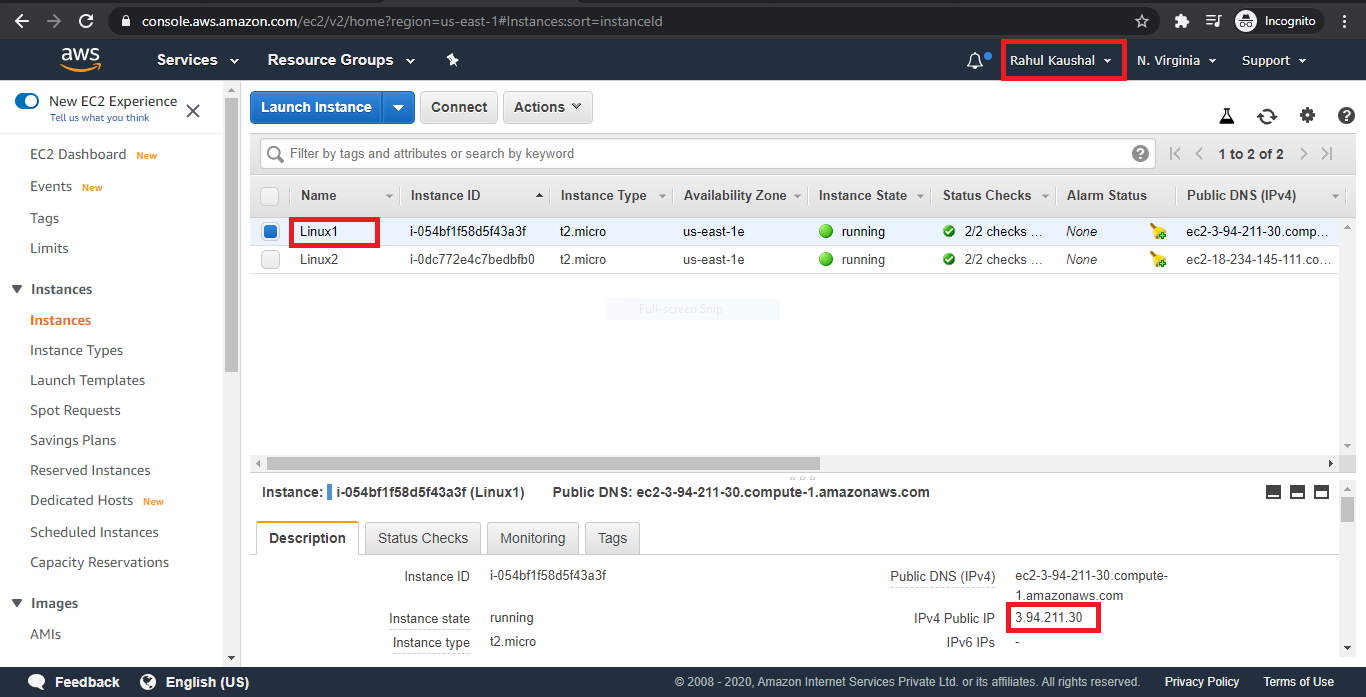 console.aws.amazon.com/ec2/v2/home?region=us-east-1#Instances:sort=instanceId
Incognito
aws
Services
Resource Groups
Rahul Kaushal
N. Virginia
Support
New EC2 Experience
Tell us what you think
EC2 Dashboard New
Events New
Tags
Limits
Instances
Instances
Instance Types
Launch Templates
Spot Requests
Savings Plans
Reserved Instances
Dedicated Hosts New
Scheduled Instances
Capacity Reservations
Images
AMIs
Launch Instance
Connect
Actions
Filter by tags and attributes or search by keyword
1 to 2 of 2
Name Instance ID Instance Type Availability Zone Instance State Status Checks Alarm Status Public DNS (IPv4)
Linux1 i-054bf1f58d5f43a3f t2.micro us-east-1e running 2/2 checks ... None ec2-3-94-211-30.comp...
Linux2 i-0dc772e4c7bedbfb0 t2.micro us-east-1e running 2/2 checks ... None ec2-18-234-145-111.co...
Full-screen Snip
Instance: i-054bf1f58d5f43a3f (Linux1) Public DNS: ec2-3-94-211-30.compute-1.amazonaws.com
Description
Status Checks
Monitoring
Tags
Instance ID i-054bf1f58d5f43a3f
Instance state running
Instance type t2.micro
Public DNS (IPv4) ec2-3-94-211-30.compute-
1.amazonaws.com
IPv4 Public IP 3.94.211.30
IPv6 IPs -
Feedback
English (US)
© 2008 - 2020, Amazon Internet Services Private Ltd. or its affiliates. All rights reserved.
Privacy Policy
Terms of Use